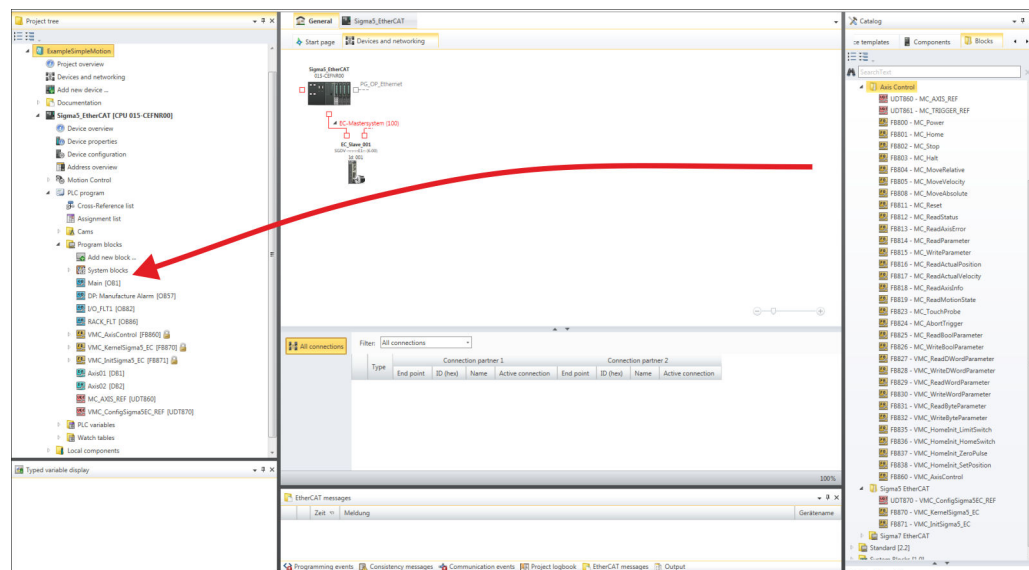 Project tree
ExampleSimpleMotion
Project overview
Devices and networking
Add new device ...
Documentation
Sigma5_EtherCAT [CPU 015-CEFNR00]
Device overview
Device properties
Device configuration
Address overview
Motion Control
PLC program
Cross-Reference list
Assignment list
Cams
Program blocks
Add new block ...
System blocks
Main [OB1]
DP: Manufacture Alarm [OB57]
I/O_FLT1 [OB82]
RACK_FLT [OB86]
VMC_AxisControl [FB860]
VMC_KernelSigma5_EC [FB870]
VMC_InitSigma5_EC [FB871]
Axis01 [DB1]
Axis02 [DB2]
MC_AXIS_REF [UDT860]
VMC_ConfigSigma5EC_REF [UDT870]
PLC variables
Watch tables
Local components
Typed variable display
General Sigma5_EtherCAT
Start page Devices and networking
Sigma5_EtherCAT
015-CEFNR00
PG_OP_Ethernet
EC-Mastersystem (100)
EC_Slave_001
All connections
Filter: All connections
Type Connection partner 1 Connection partner 2
End point ID (hex) Name Active connection End point ID (hex) Name Active connection
100%
EtherCAT messages
Zeit Meldung Gerätename
Programming events Consistency messages Communication events Project logbook EtherCAT messages Output
Catalog
ce templates Components Blocks
SearchText
Axis Control
UDT860 - MC_AXIS_REF
UDT861 - MC_TRIGGER_REF
FB800 - MC_Power
FB801 - MC_Home
FB802 - MC_Stop
FB803 - MC_Halt
FB804 - MC_MoveRelative
FB805 - MC_MoveVelocity
FB808 - MC_MoveAbsolute
FB811 - MC_Reset
FB812 - MC_ReadStatus
FB813 - MC_ReadAxisError
FB814 - MC_ReadParameter
FB815 - MC_WriteParameter
FB816 - MC_ReadActualPosition
FB817 - MC_ReadActualVelocity
FB818 - MC_ReadAxisInfo
FB819 - MC_ReadMotionState
FB823 - MC_TouchProbe
FB824 - MC_AbortTrigger
FB825 - MC_ReadBoolParameter
FB826 - MC_WriteBoolParameter
FB827 - VMC_ReadDWordParameter
FB828 - VMC_WriteDWordParameter
FB829 - VMC_ReadWordParameter
FB830 - VMC_WriteWordParameter
FB831 - VMC_ReadByteParameter
FB832 - VMC_WriteByteParameter
FB835 - VMC_HomeInit_LimitSwitch
FB836 - VMC_HomeInit_HomeSwitch
FB837 - VMC_HomeInit_ZeroPulse
FB838 - VMC_HomeInit_SetPosition
FB860 - VMC_AxisControl
Sigma5 EtherCAT
UDT870 - VMC_ConfigSigma5EC_REF
FB870 - VMC_KernelSigma5_EC
FB871 - VMC_InitSigma5_EC
Sigma7 EtherCAT
Standard [2.2]